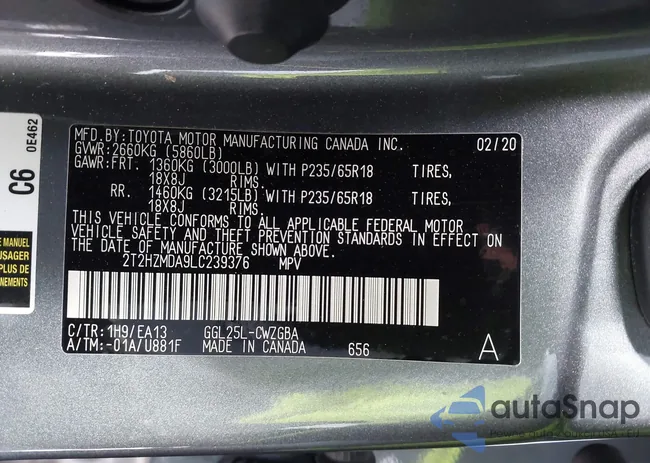 MFD. BY: TOYOTA MOTOR MANUFACTURING CANADA INC. 02/20
GVWR: 2660KG (5860LB)
GAWR: FRT. 1360KG (3000LB) WITH P235/65R18 TIRES,
18X8J RIMS.
RR. 1460KG (3215LB) WITH P235/65R18 TIRES,
18X8J RIMS.
THIS VEHICLE CONFORMS TO ALL APPLICABLE FEDERAL MOTOR
VEHICLE SAFETY AND THEFT PREVENTION STANDARDS IN EFFECT ON
THE DATE OF MANUFACTURE SHOWN ABOVE.
2T2HZMDA9LC239376 MPV
C/TR: 1H9/EA13 GGL25L-CWZGBA
A/TM: -01A/U881F MADE IN CANADA 656 A
C6
0E462
E MANUEL
USAGER
ENEMENTS
autoSnap